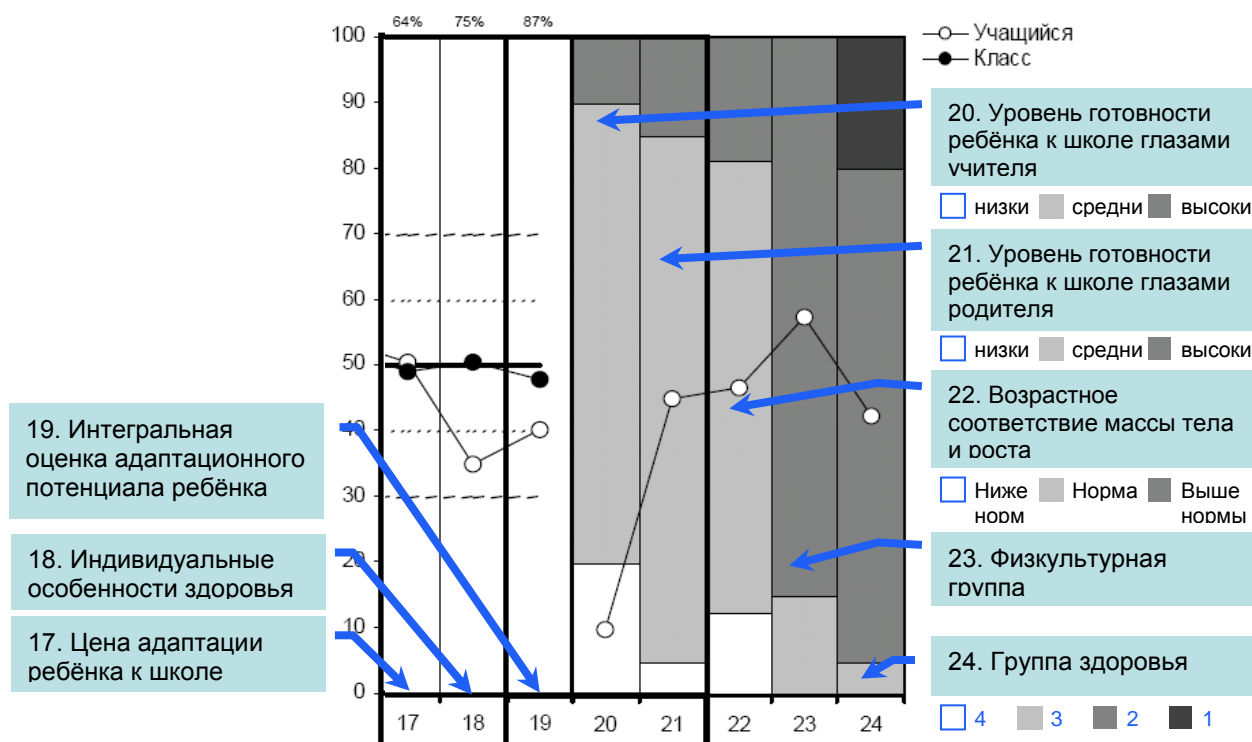 64% 75% 87%
Учащийся
Класс
100
90
80
70
60
50
40
30
20
10
0
17 18 19 20 21 22 23 24
19. Интегральная
оценка адаптационного
потенциала ребёнка
18. Индивидуальные
особенности здоровья
17. Цена адаптации
ребёнка к школе
20. Уровень готовности
ребёнка к школе глазами
учителя
низки средни высоки
21. Уровень готовности
ребёнка к школе глазами
родителя
низки средни высоки
22. Возрастное
соответствие массы тела
и роста
Ниже Норма Выше
норм нормы
23. Физкультурная
группа
24. Группа здоровья
4 3 2 1